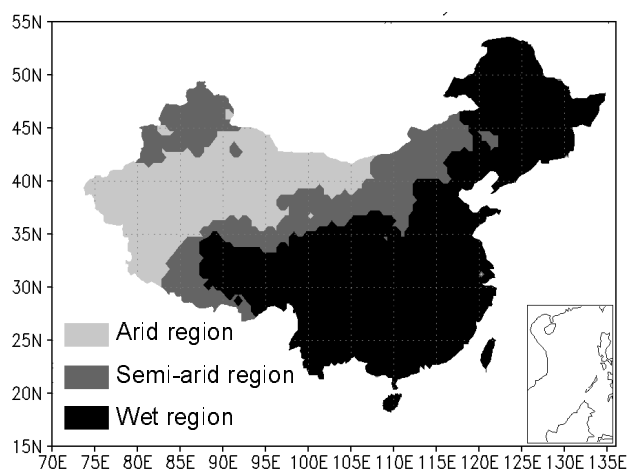 55N
50N
45N
40N
35N
30N
25N
20N
15N
Arid region
Semi-arid region
Wet region
70E 75E 80E 85E 90E 95E 100E 105E 110E 115E 120E 125E 130E 135E